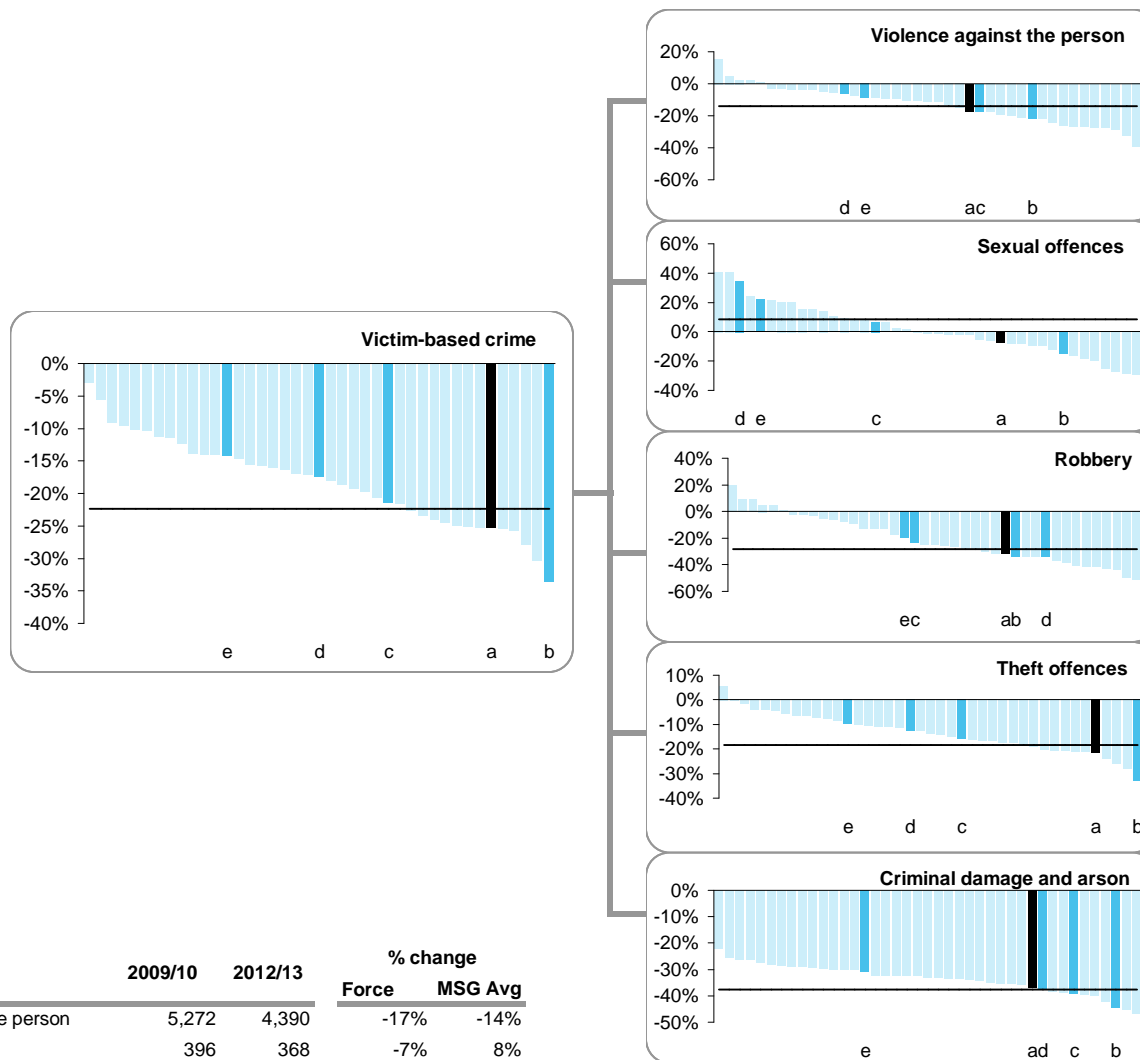 Violence against the person
20%
0%
-20%
-40%
-60%
d e ac b
Sexual offences
60%
40%
20%
0%
-20%
-40%
d e c a b
Victim-based crime
0%
-5%
-10%
-15%
-20%
-25%
-30%
-35%
-40%
e d c a b
Robbery
40%
20%
0%
-20%
-40%
-60%
ec ab d
Theft offences
10%
0%
-10%
-20%
-30%
-40%
e d c a b
Criminal damage and arson
0%
-10%
-20%
-30%
-40%
-50%
e ad c b
% change
2009/10 2012/13
Force MSG Avg
e person 5,272 4,390 -17% -14%
396 368 -7% 8%